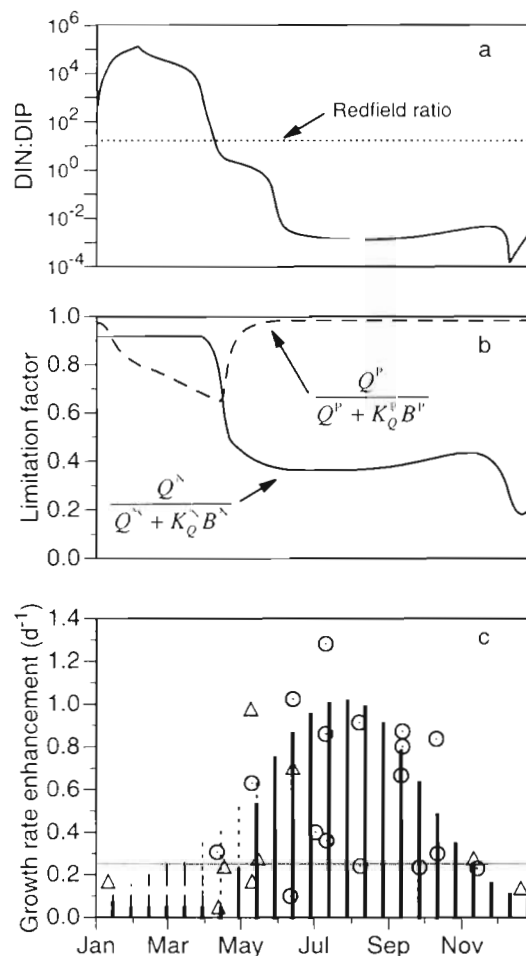 a
DIN:DIP
10^6
10^4
10^2
10^0
10^-2
10^-4
Redfield ratio
b
Limitation factor
1.0
0.8
0.6
0.4
0.2
0.0
Q^P
Q^P + K_Q^P B^P
Q^N
Q^N + K_Q^N B^N
c
Growth rate enhancement (d^-1)
1.4
1.2
1.0
0.8
0.6
0.4
0.2
0.0
Jan Mar May Jul Sep Nov